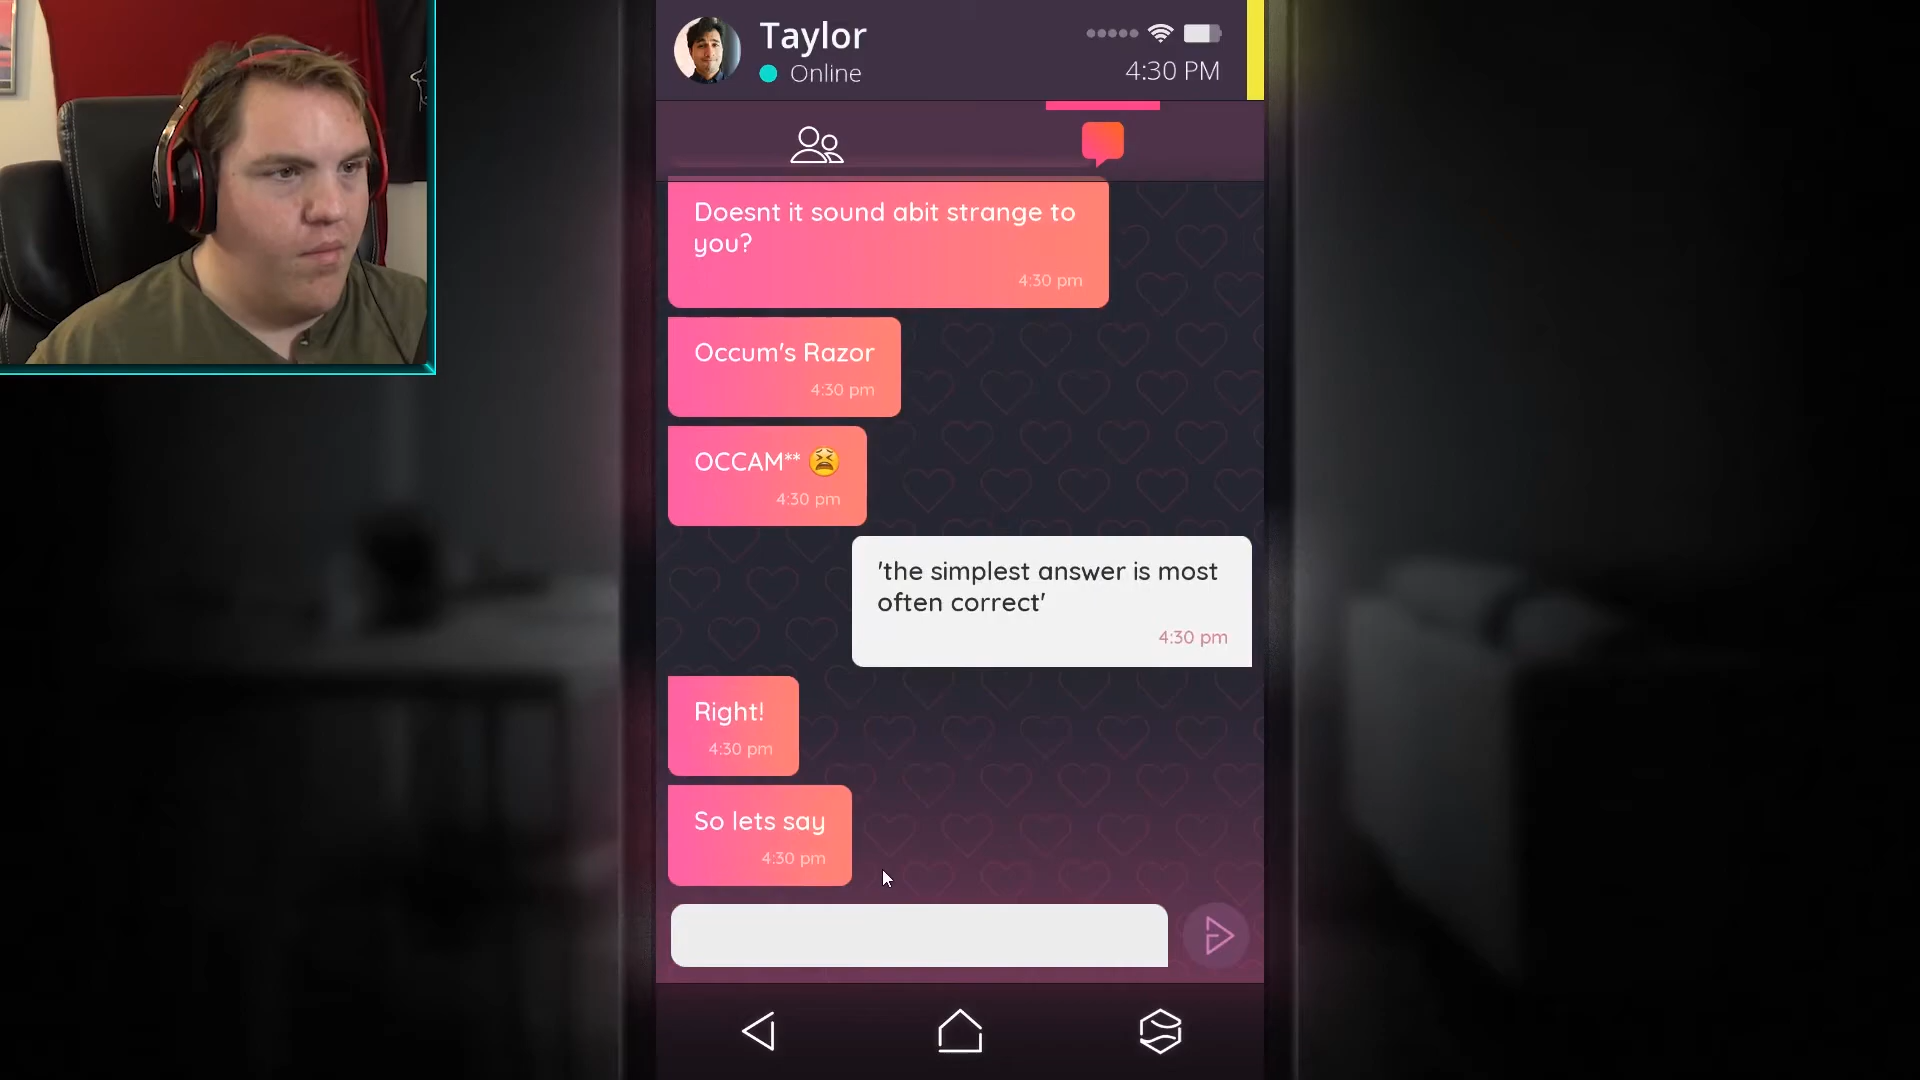 Taylor
Online
4:30 PM
Doesnt it sound abit strange to
you?
4:30 pm
Occum's Razor
4:30 pm
OCCAM** 😫
4:30 pm
'the simplest answer is most
often correct'
4:30 pm
Right!
4:30 pm
So lets say
4:30 pm